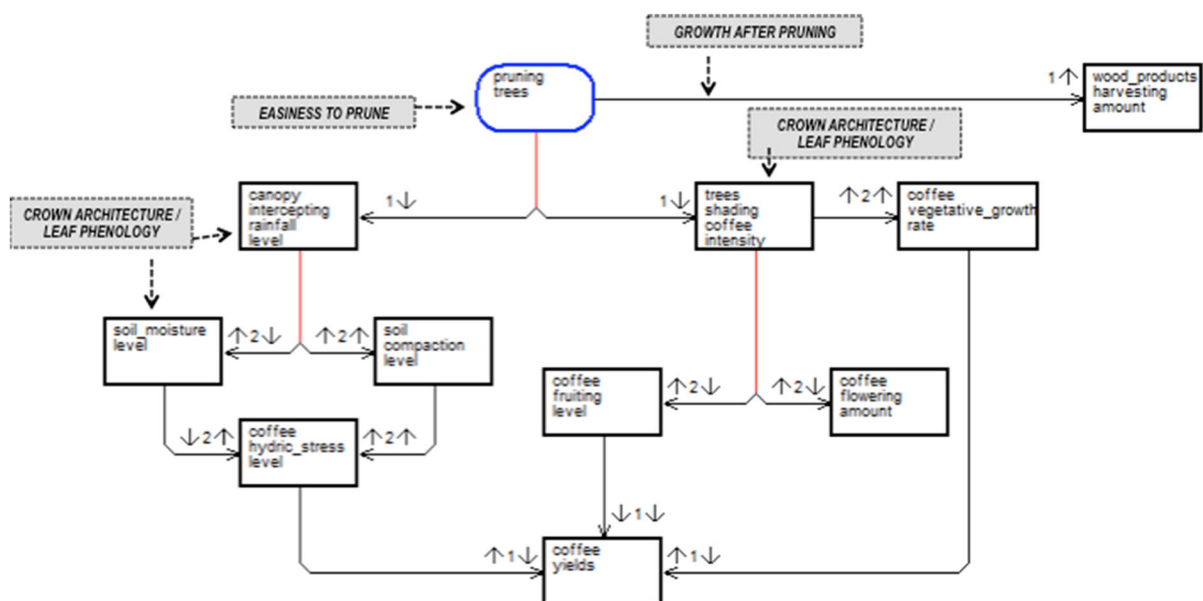 GROWTH AFTER PRUNING
pruning
trees
1↑
wood_products
harvesting
amount
EASINESS TO PRUNE
CROWN ARCHITECTURE /
LEAF PHENOLOGY
CROWN ARCHITECTURE /
LEAF PHENOLOGY
canopy
intercepting
rainfall
level
1↓
1↓
trees
shading
coffee
intensity
↑2↑
coffee
vegetative_growth
rate
soil_moisture
level
↑2↓
↑2↑
soil
compaction
level
coffee
fruiting
level
↑2↓
↑2↓
coffee
flowering
amount
↓2↑
coffee
hydric_stress
level
↑2↑
↓1↓
↑1↓
coffee
yields
↑1↓